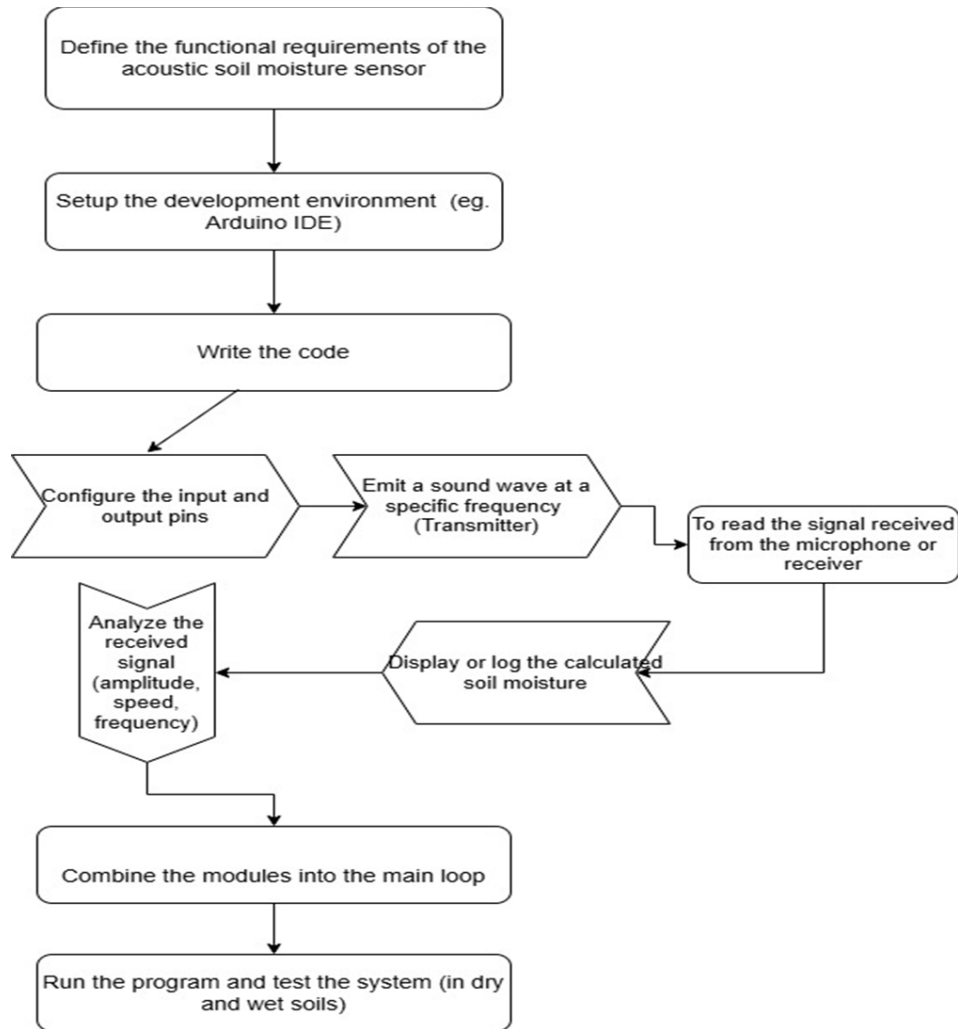 Define the functional requirements of the
acoustic soil moisture sensor
Setup the development environment (eg.
Arduino IDE)
Write the code
Configure the input and
output pins
Emit a sound wave at a
specific frequency
(Transmitter)
To read the signal received
from the microphone or
receiver
Display or log the calculated
soil moisture
Analyze the
received
signal
(amplitude,
speed,
frequency)
Combine the modules into the main loop
Run the program and test the system (in dry
and wet soils)